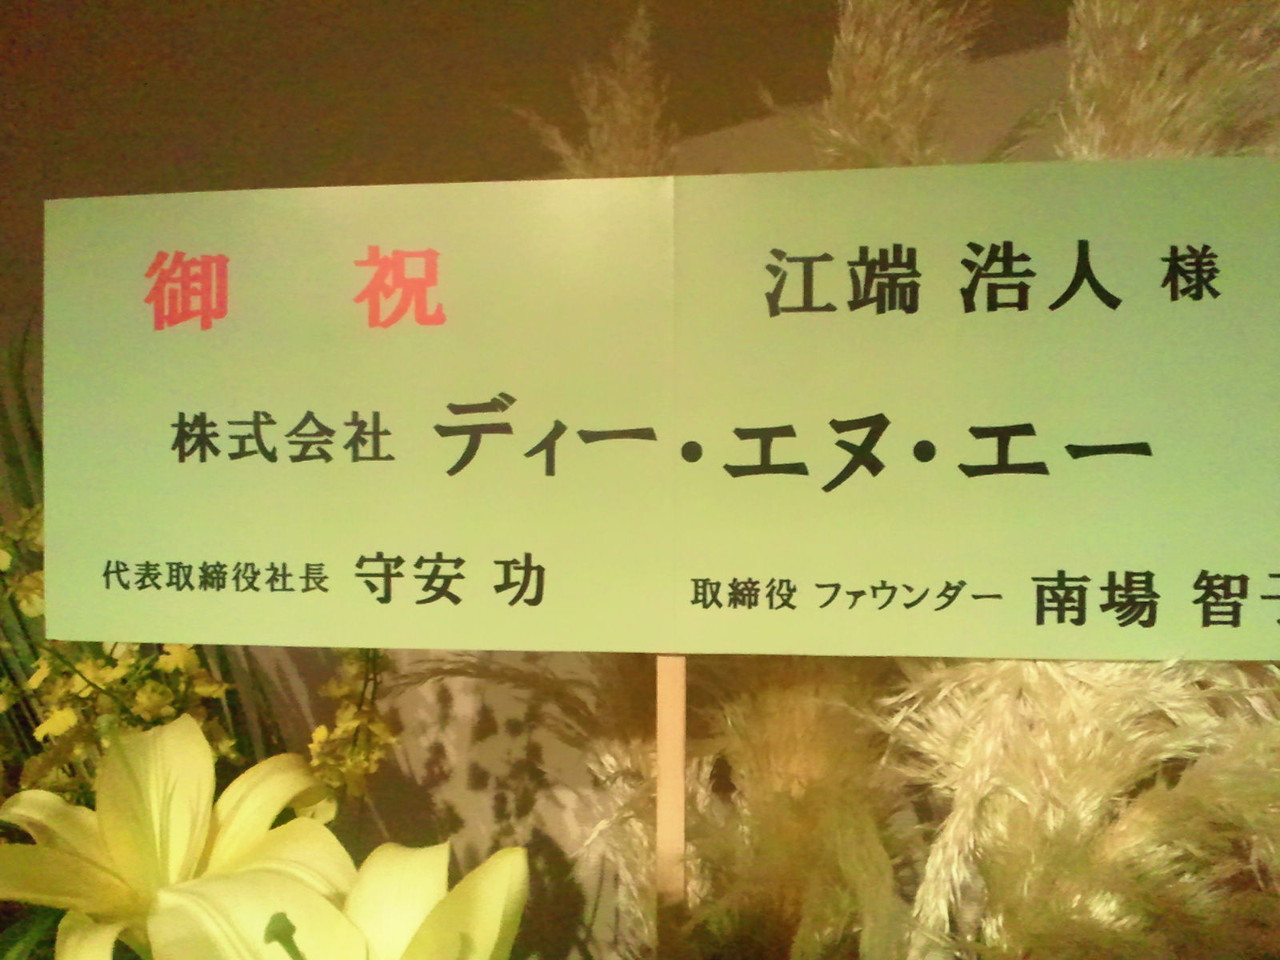 御 祝 江端 浩人 様
株式会社 ディー・エヌ・エー
代表取締役社長 守安 功 取締役 ファウンダー 南場 智子